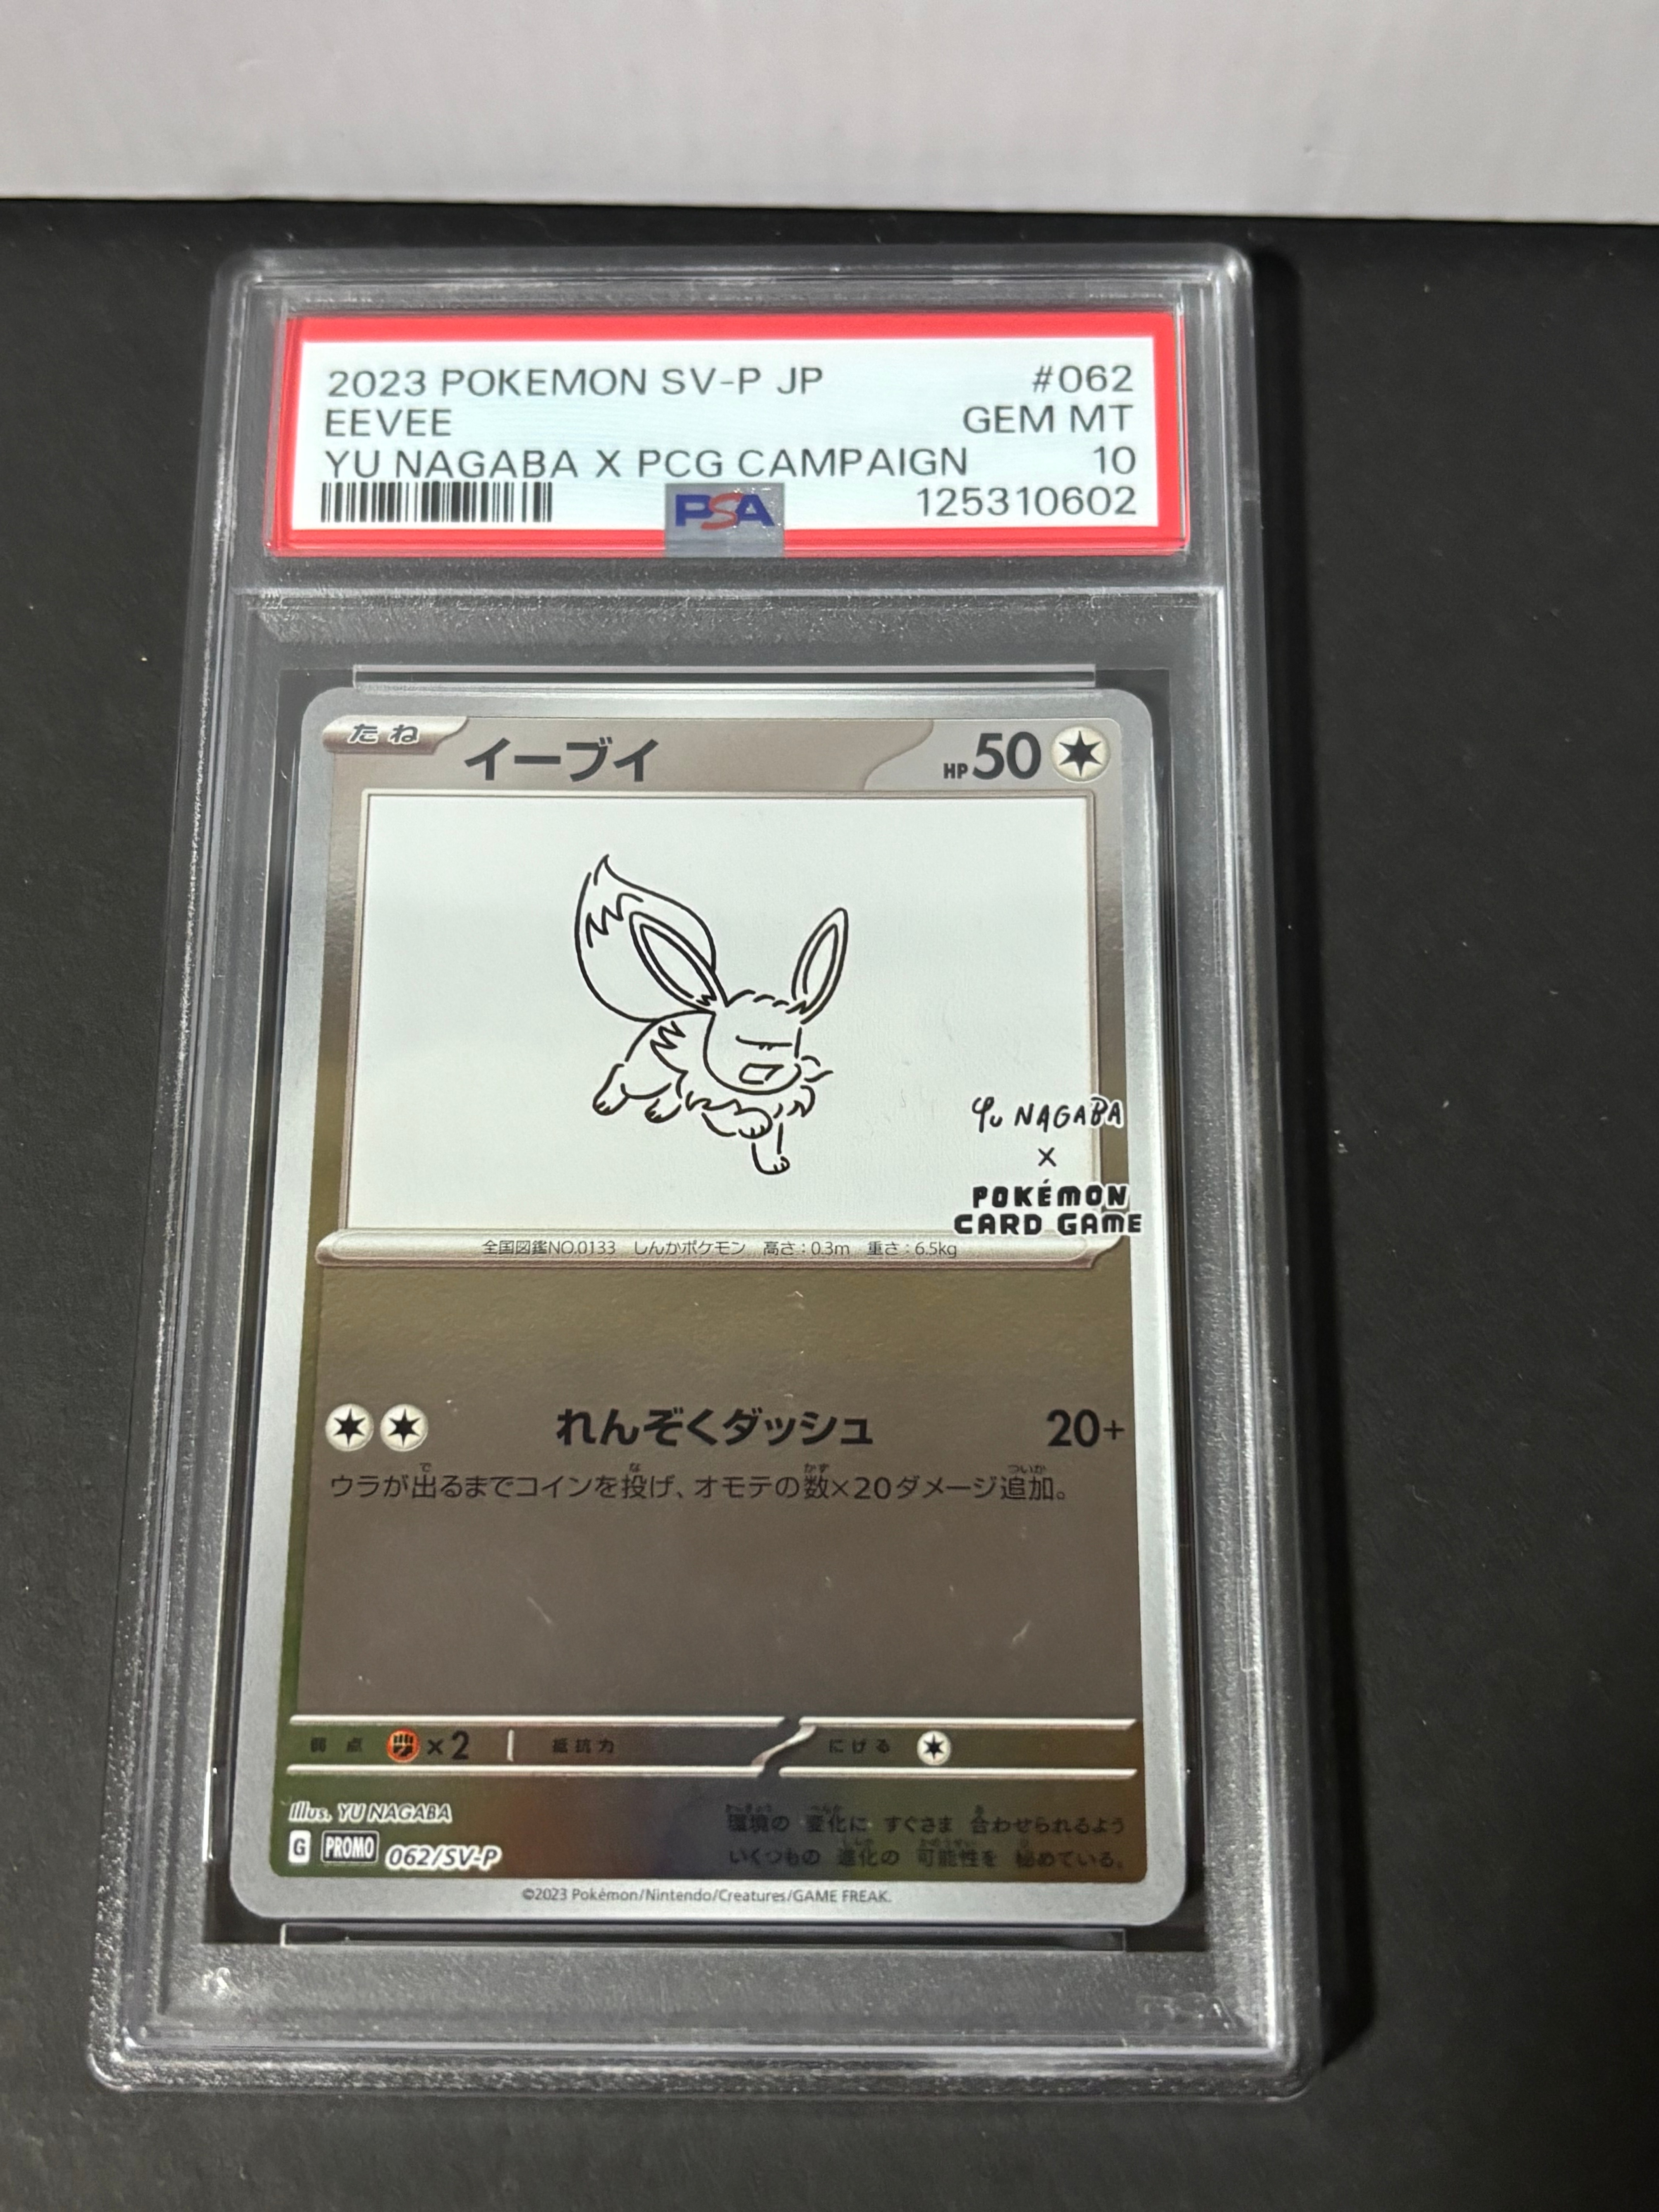 2023 POKEMON SV-P JP #062
EEVEE GEM MT
YU NAGABA X PCG CAMPAIGN 10
PSA 125310602
たね イーブイ HP50
YU NAGABA
×
POKÉMON
CARD GAME
全国図鑑NO.0133 しんかポケモン 高さ:0.3m 重さ:6.5kg
れんぞくダッシュ 20+
ウラが出るまでコインを投げ、オモテの数×20ダメージ追加。
弱点 ×2 抵抗力 にげる
Illus. YU NAGABA
環境の 変化に すぐさま 合わせられるよう
G PROMO 062/SV-P
いくつもの 進化の 可能性を 秘めている。
©2023 Pokémon/Nintendo/Creatures/GAME FREAK.